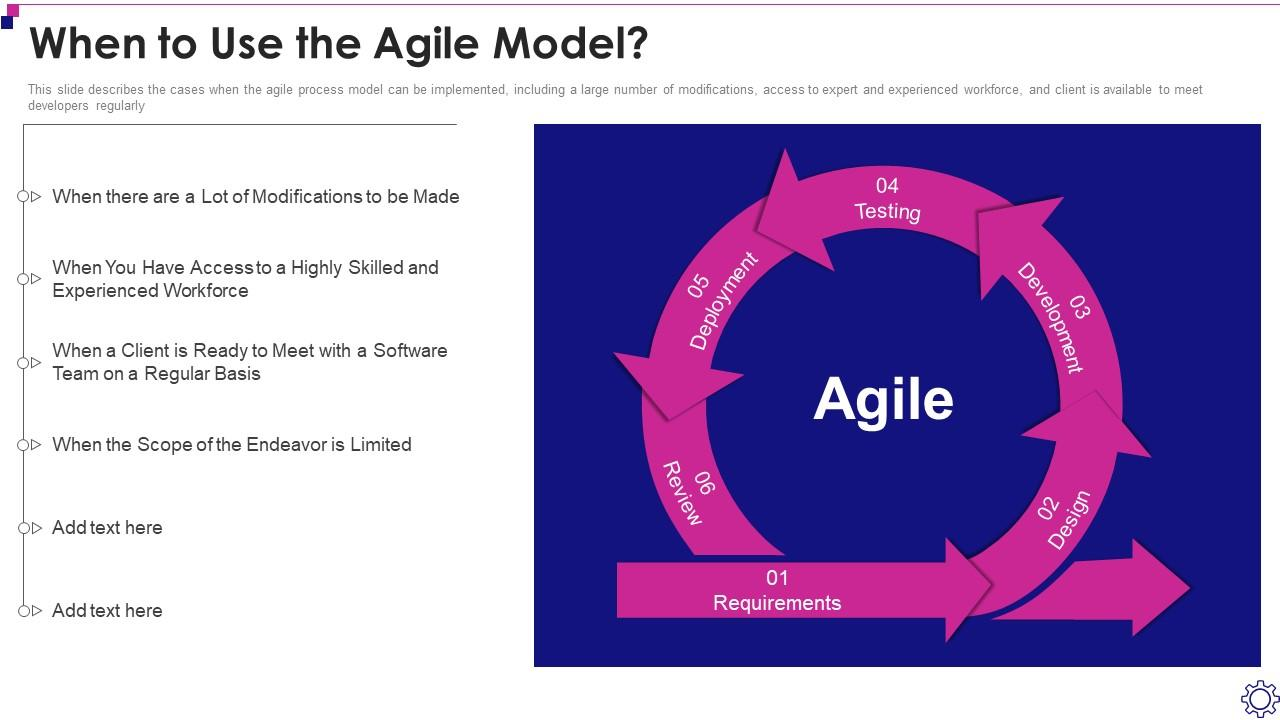 When to Use the Agile Model?
This slide describes the cases when the agile process model can be implemented, including a large number of modifications, access to expert and experienced workforce, and client is available to meet
developers regularly
When there are a Lot of Modifications to be Made
When You Have Access to a Highly Skilled and
Experienced Workforce
When a Client is Ready to Meet with a Software
Team on a Regular Basis
When the Scope of the Endeavor is Limited
Add text here
Add text here
Agile
01
Requirements
02
Design
03
Development
04
Testing
05
Deployment
06
Review